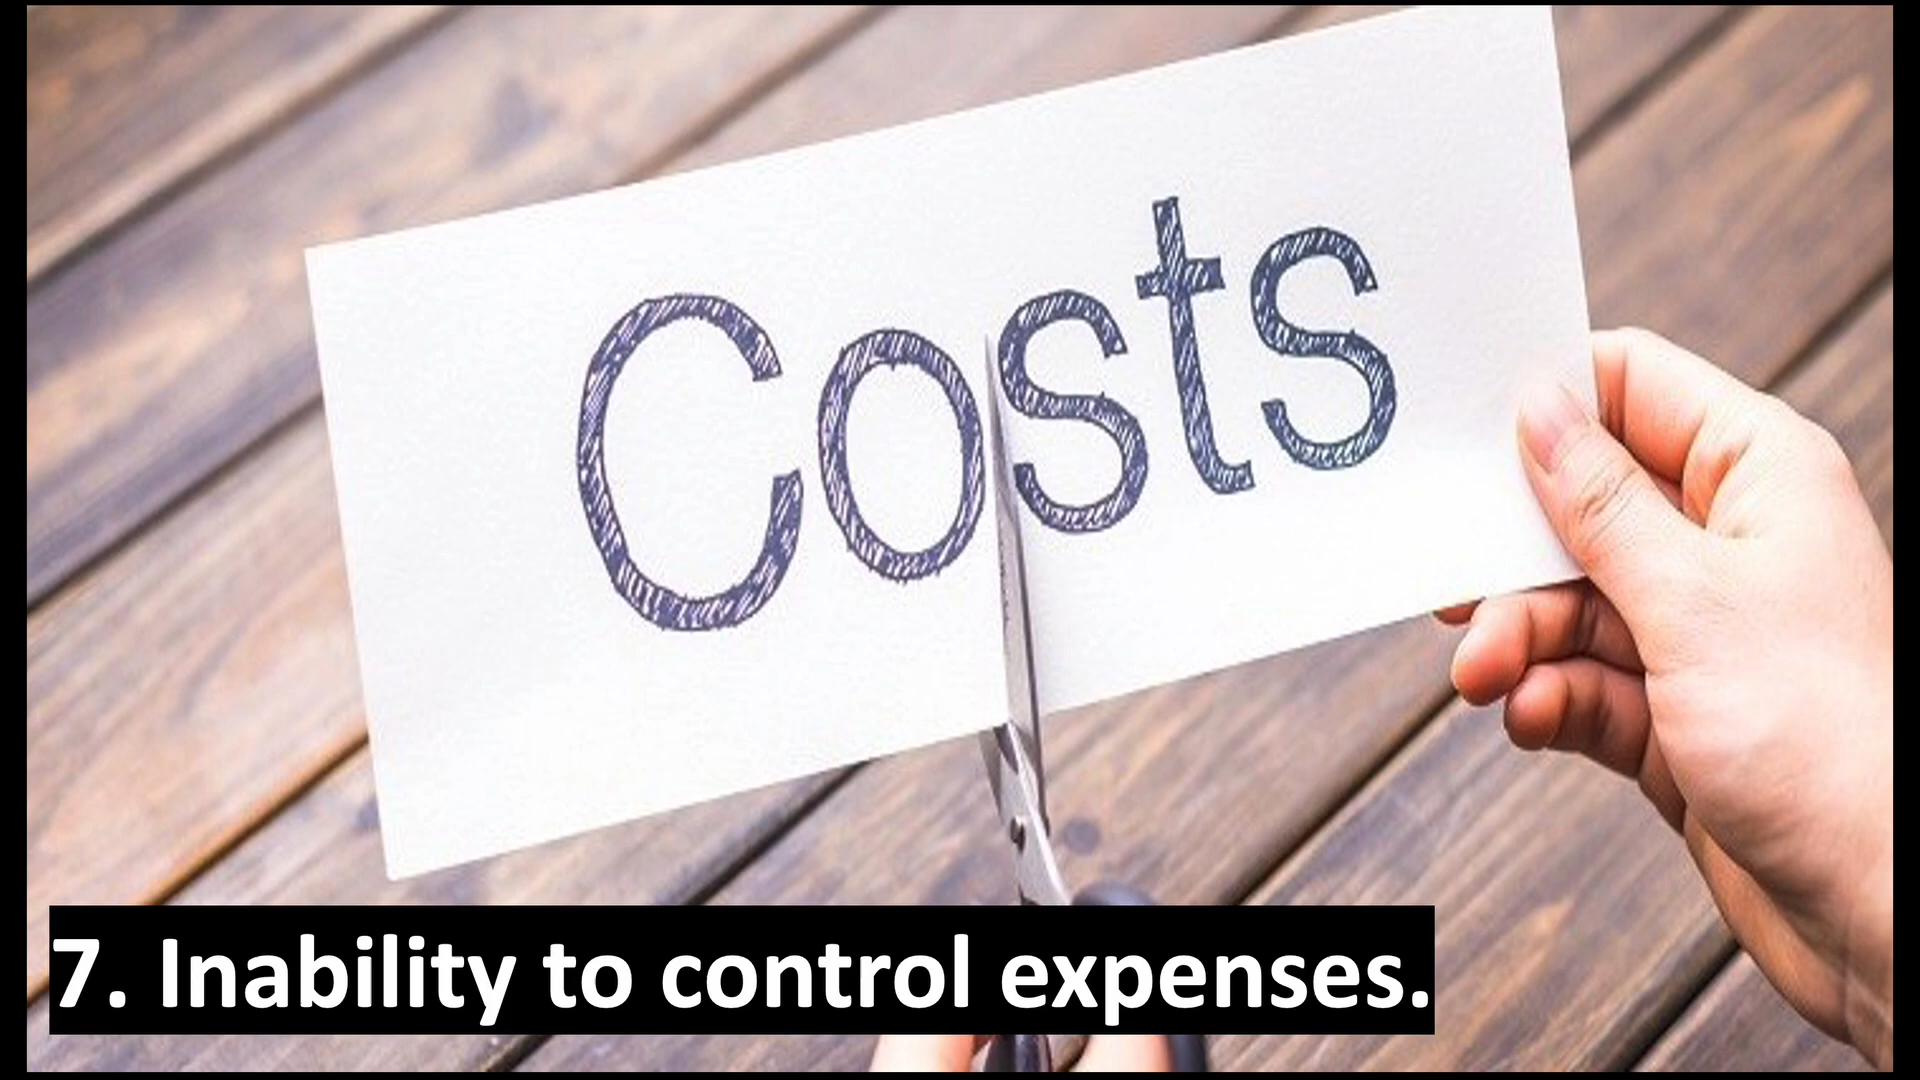 Costs
7. Inability to control expenses.